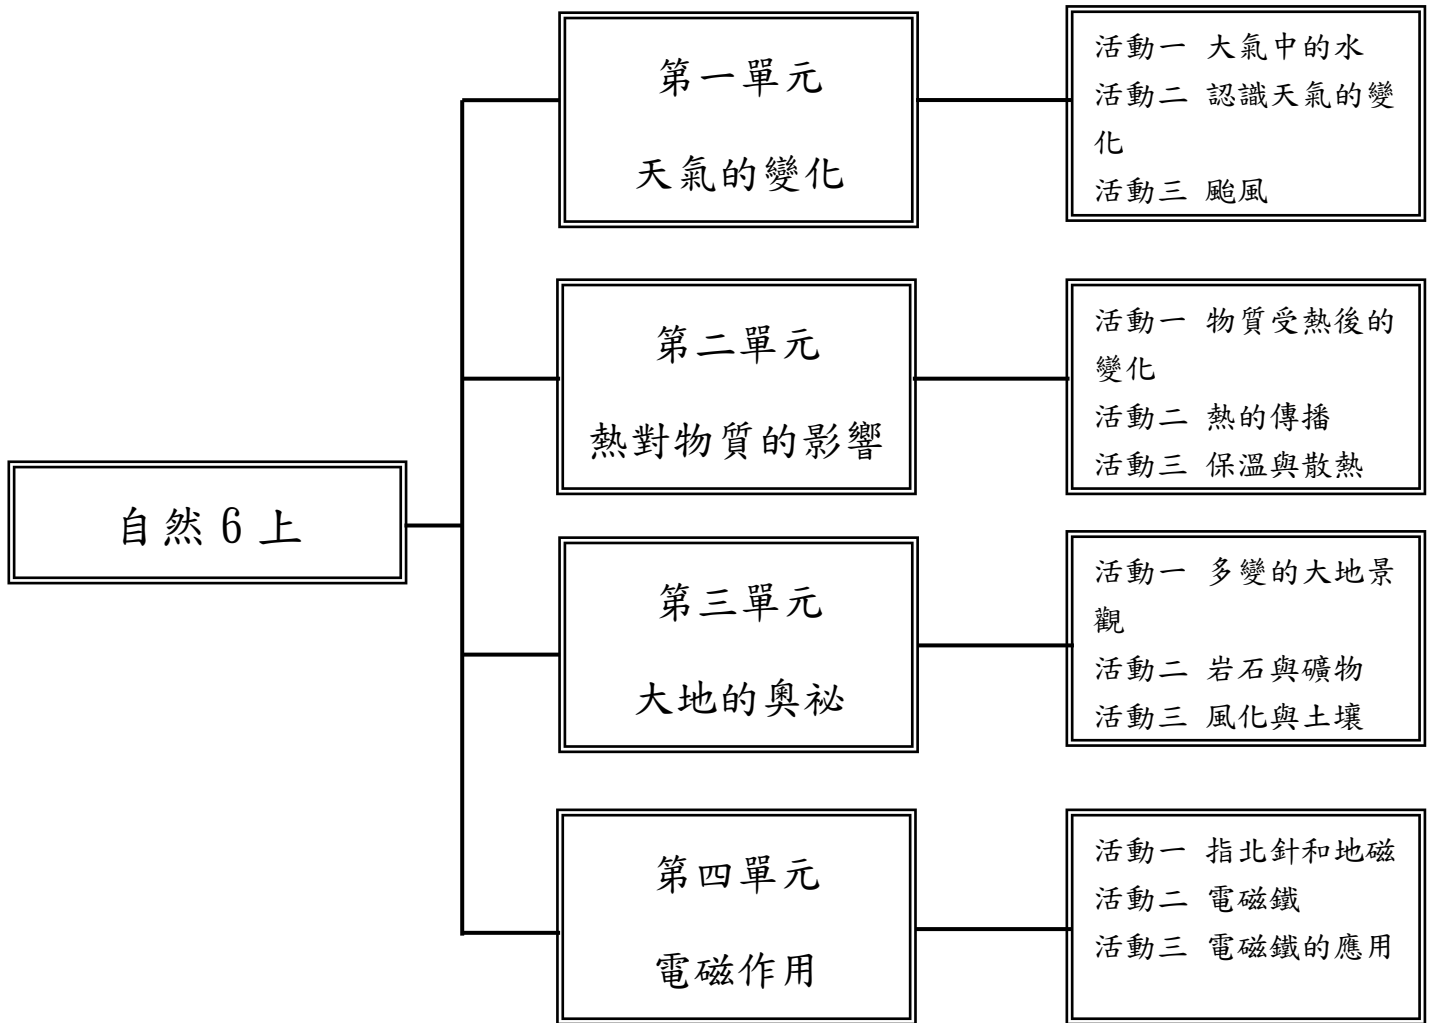 自然 6 上
第一單元
天氣的變化
活動一 大氣中的水
活動二 認識天氣的變
化
活動三 颱風
第二單元
熱對物質的影響
活動一 物質受熱後的
變化
活動二 熱的傳播
活動三 保溫與散熱
第三單元
大地的奧祕
活動一 多變的大地景
觀
活動二 岩石與礦物
活動三 風化與土壤
第四單元
電磁作用
活動一 指北針和地磁
活動二 電磁鐵
活動三 電磁鐵的應用